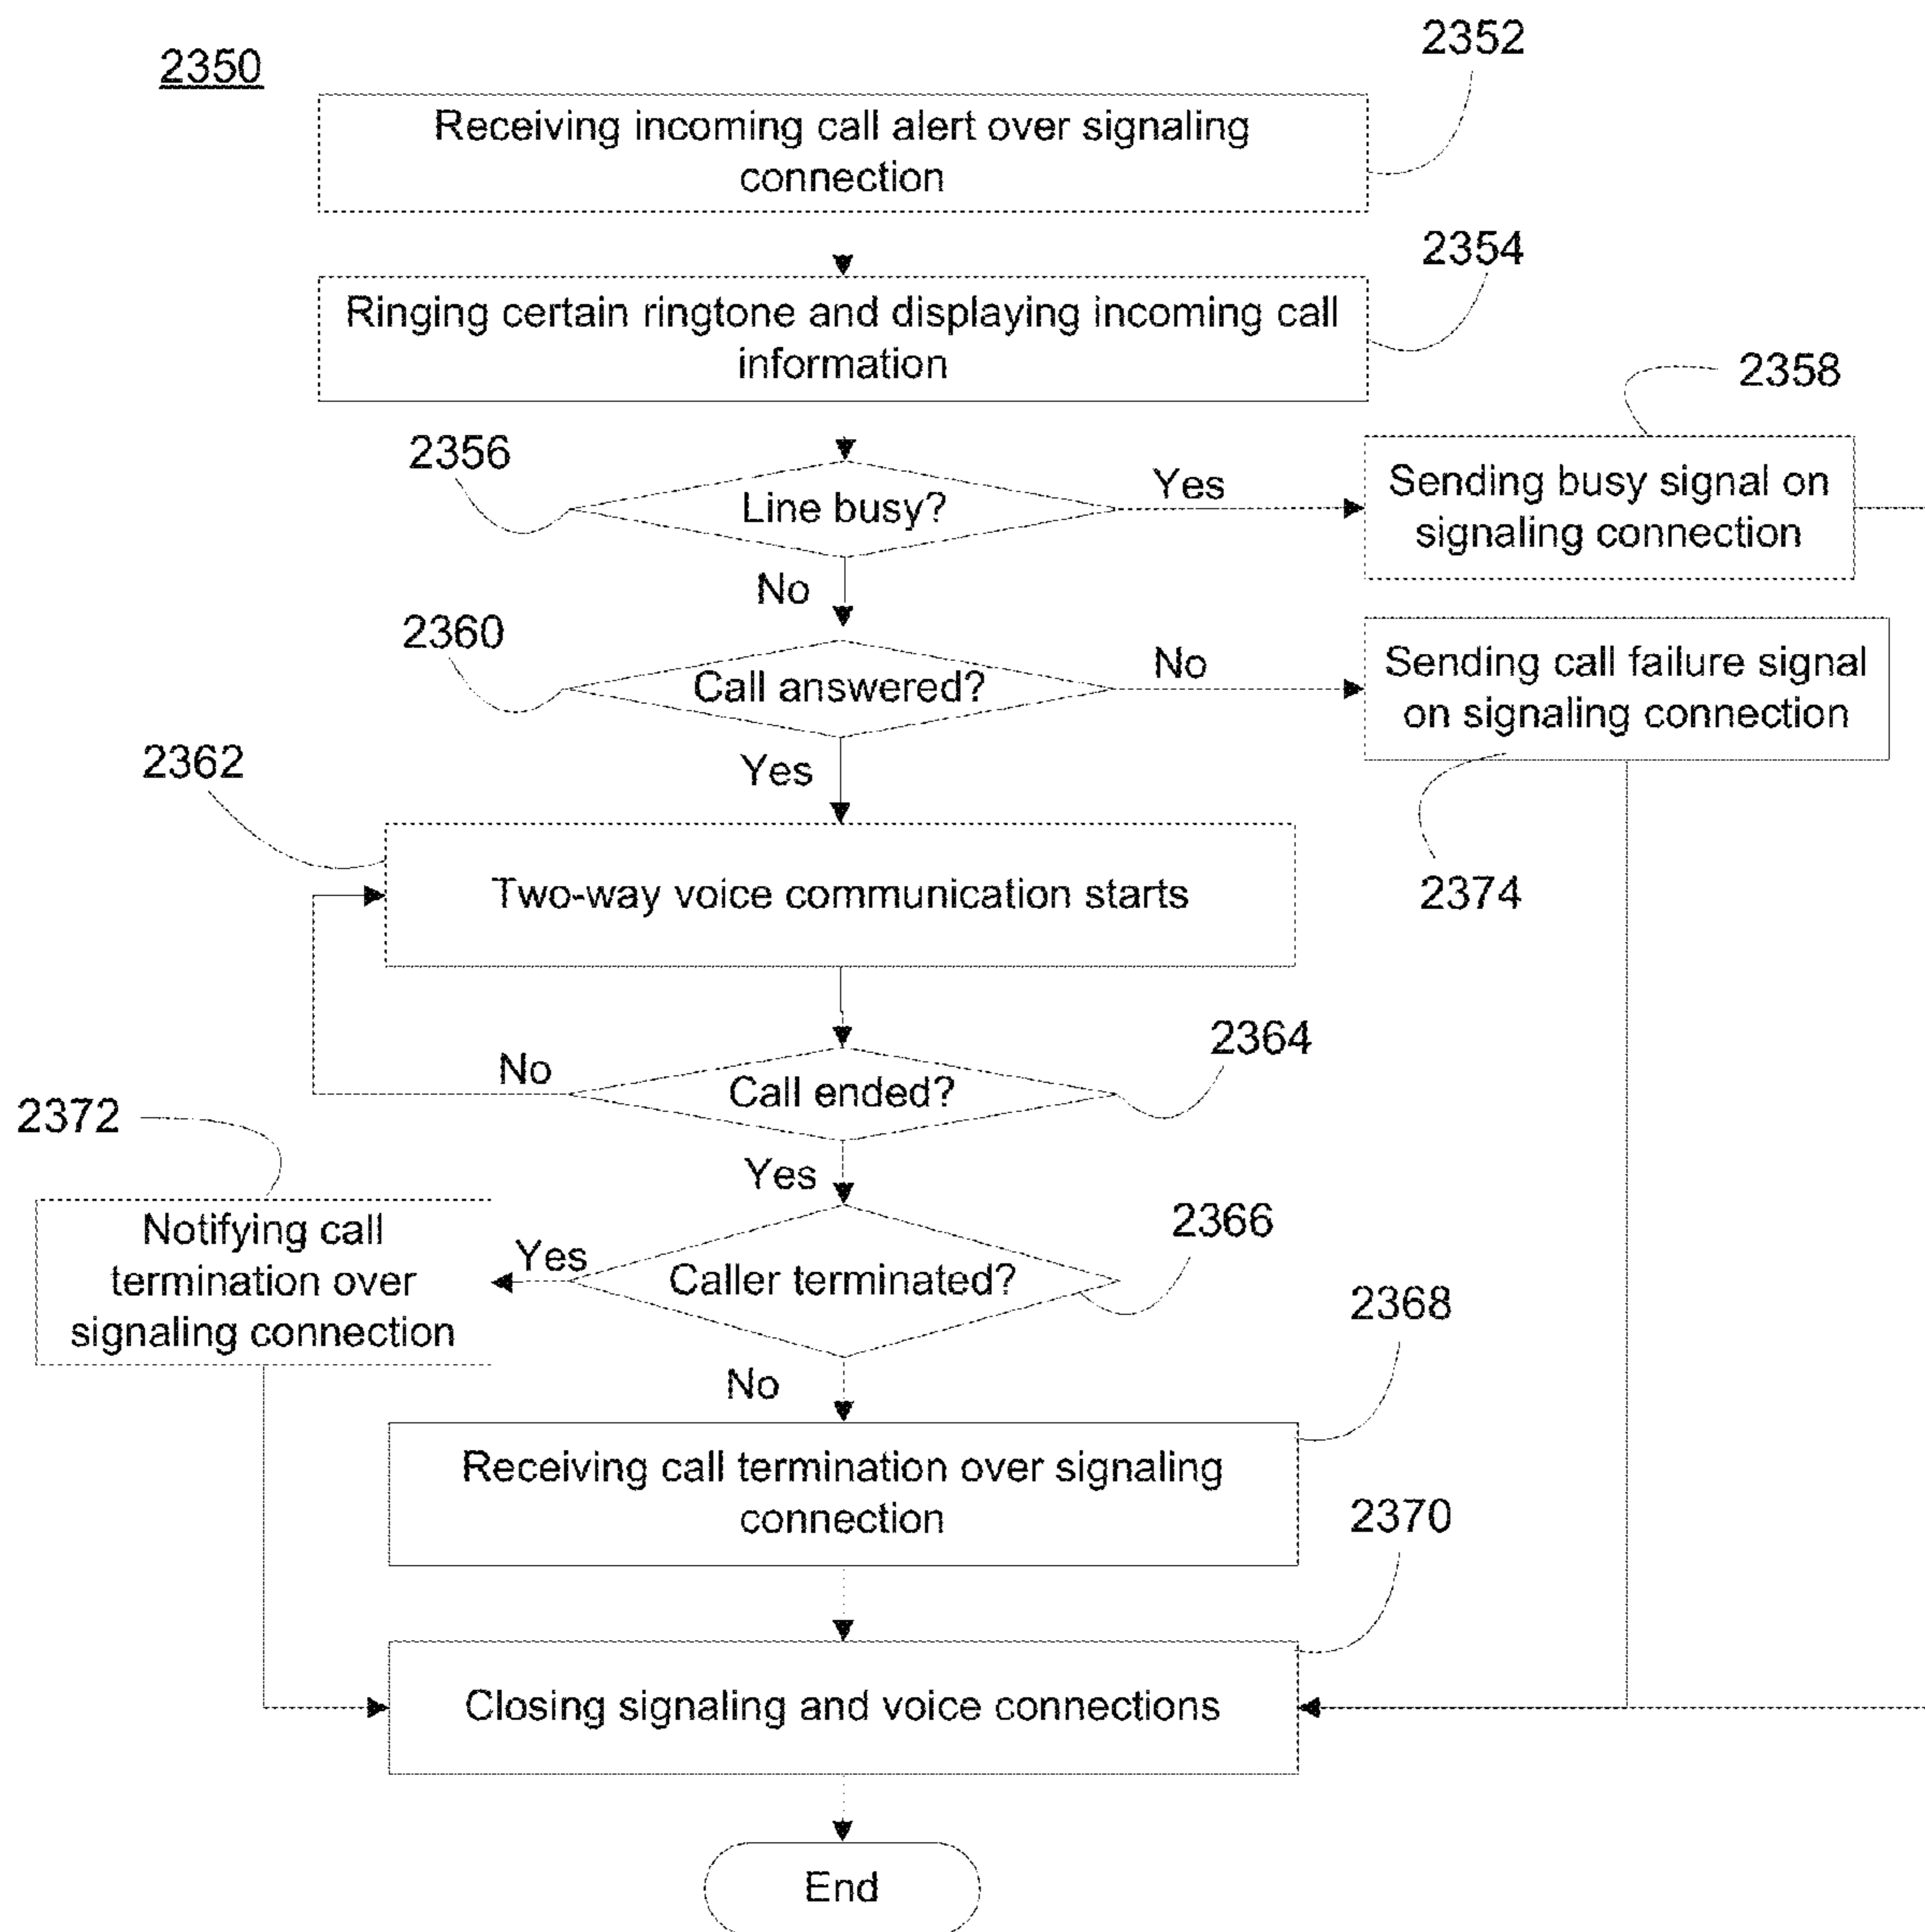 2350
2352
Receiving incoming call alert over signaling
connection
2354
Ringing certain ringtone and displaying incoming call
information
2358
2356
Line busy?
Yes
Sending busy signal on
signaling connection
No
2360
Call answered?
No
Sending call failure signal
on signaling connection
Yes
2362
2374
Two-way voice communication starts
2364
No
Call ended?
2372
Yes
2366
Notifying call
termination over
signaling connection
Yes
Caller terminated?
2368
No
Receiving call termination over signaling
connection
2370
Closing signaling and voice connections
End